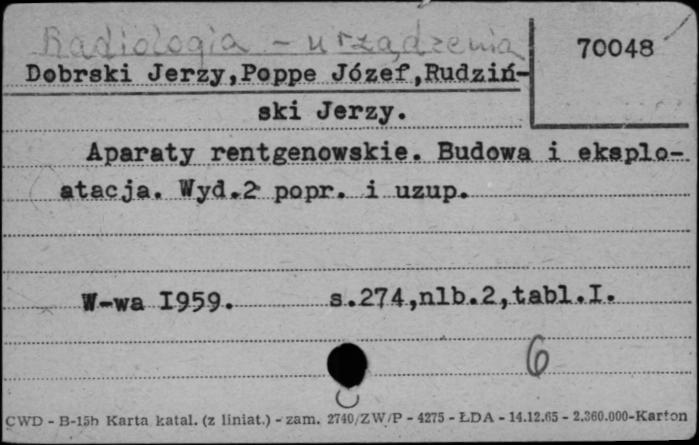 Radiologia - urządzenia
70048
Dobrski Jerzy,Poppe Józef,Rudziń-
ski Jerzy.
Aparaty rentgenowskie. Budowa i eksplo-
atacja. Wyd.2 popr. i uzup.
W-wa I959. s.274,nlb.2,tabl.I.
6
CWD - B-15b Karta katal. (z liniat.) - zam. 2740/ZW/P - 4275 - ŁDA - 14.12.65 - 2.360.000-Karton